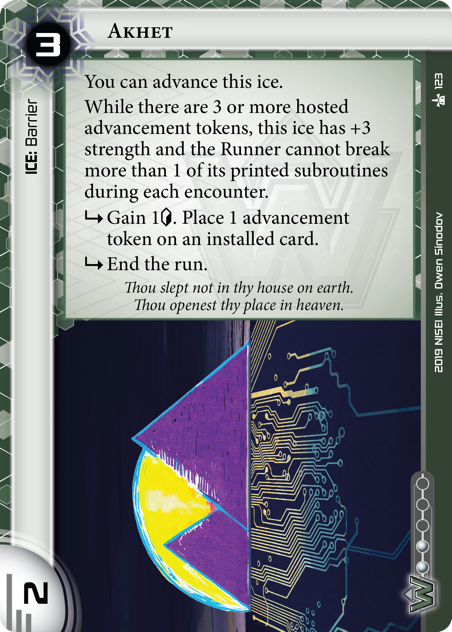 3
Akhet
ICE: Barrier
You can advance this ice.
While there are 3 or more hosted
advancement tokens, this ice has +3
strength and the Runner cannot break
more than 1 of its printed subroutines
during each encounter.
Gain 1. Place 1 advancement
token on an installed card.
End the run.
Thou slept not in thy house on earth.
Thou openest thy place in heaven.
123
2019 NISEI Illus. Owen Sinodov
2